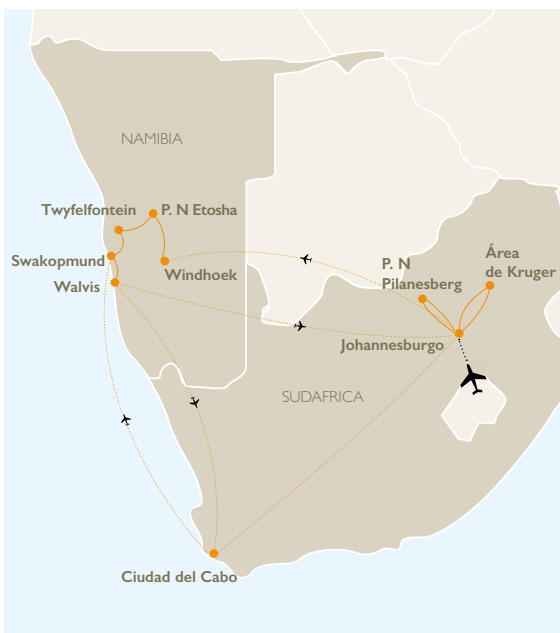 NAMIBIA
Twyfelfontein
P. N Etosha
Swakopmund
Windhoek
Walvis
P. N
Pilanesberg
Área
de Kruger
Johannesburgo
SUDAFRICA
Ciudad del Cabo